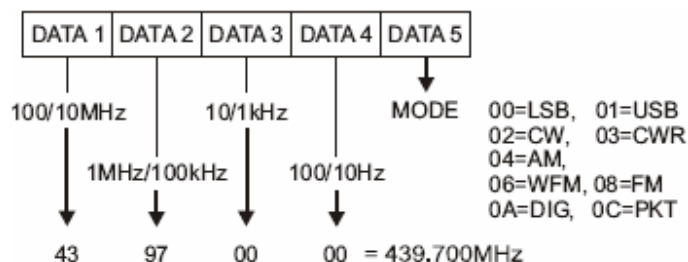 DATA 1 DATA 2 DATA 3 DATA 4 DATA 5
100/10MHz 10/1kHz MODE 00=LSB, 01=USB
02=CW, 03=CWR
04=AM,
1MHz/100kHz 100/10Hz 06=WFM, 08=FM
0A=DIG, 0C=PKT
43 97 00 00 = 439.700MHz